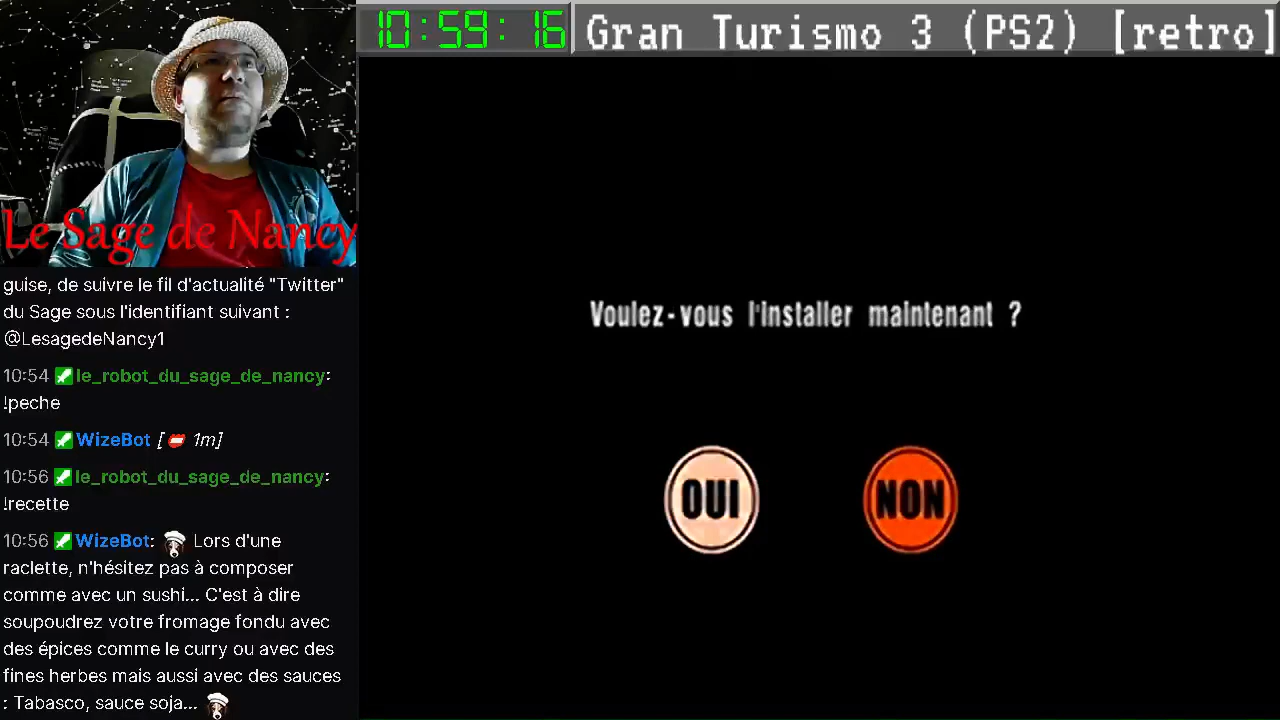 10:59:16
Gran Turismo 3 (PS2) [retro]
Le Sage de Nancy
guise, de suivre le fil d'actualité "Twitter"
du Sage sous l'identifiant suivant :
@LesagedeNancy1
10:54 le_robot_du_sage_de_nancy:
!peche
10:54 WizeBot [ 1m]
10:56 le_robot_du_sage_de_nancy:
!recette
10:56 WizeBot: Lors d'une
raclette, n'hésitez pas à composer
comme avec un sushi... C'est à dire
soupoudrez votre fromage fondu avec
des épices comme le curry ou avec des
fines herbes mais aussi avec des sauces
: Tabasco, sauce soja...
Voulez-vous l'installer maintenant ?
OUI
NON